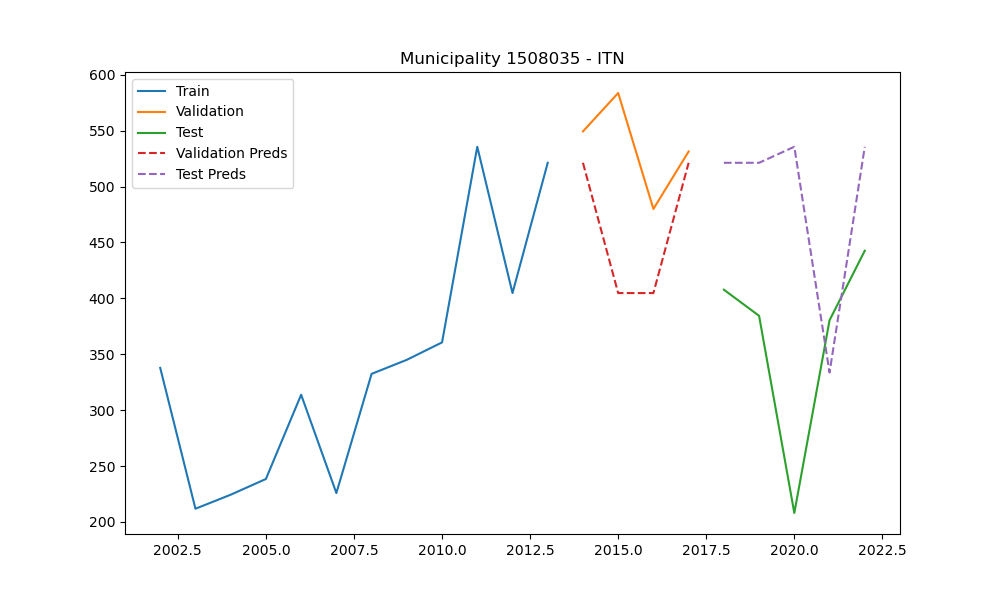 Municipality 1508035 - ITN
Train
Validation
Test
Validation Preds
Test Preds
600
550
500
450
400
350
300
250
200
2002.5 2005.0 2007.5 2010.0 2012.5 2015.0 2017.5 2020.0 2022.5